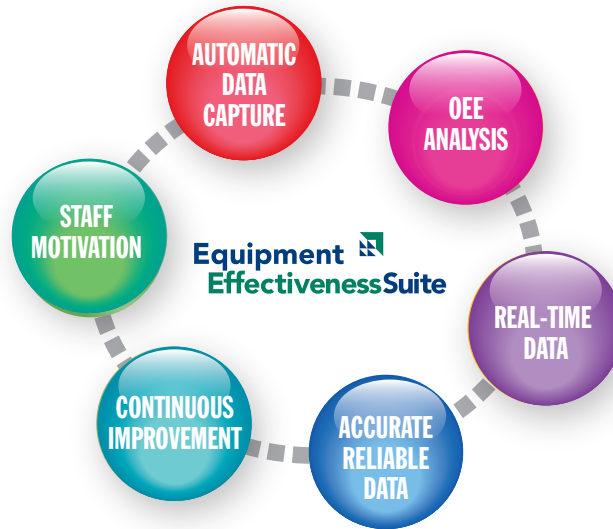 AUTOMATIC
DATA
CAPTURE
OEE
ANALYSIS
STAFF
MOTIVATION
Equipment
EffectivenessSuite
REAL-TIME
DATA
CONTINUOUS
IMPROVEMENT
ACCURATE
RELIABLE
DATA